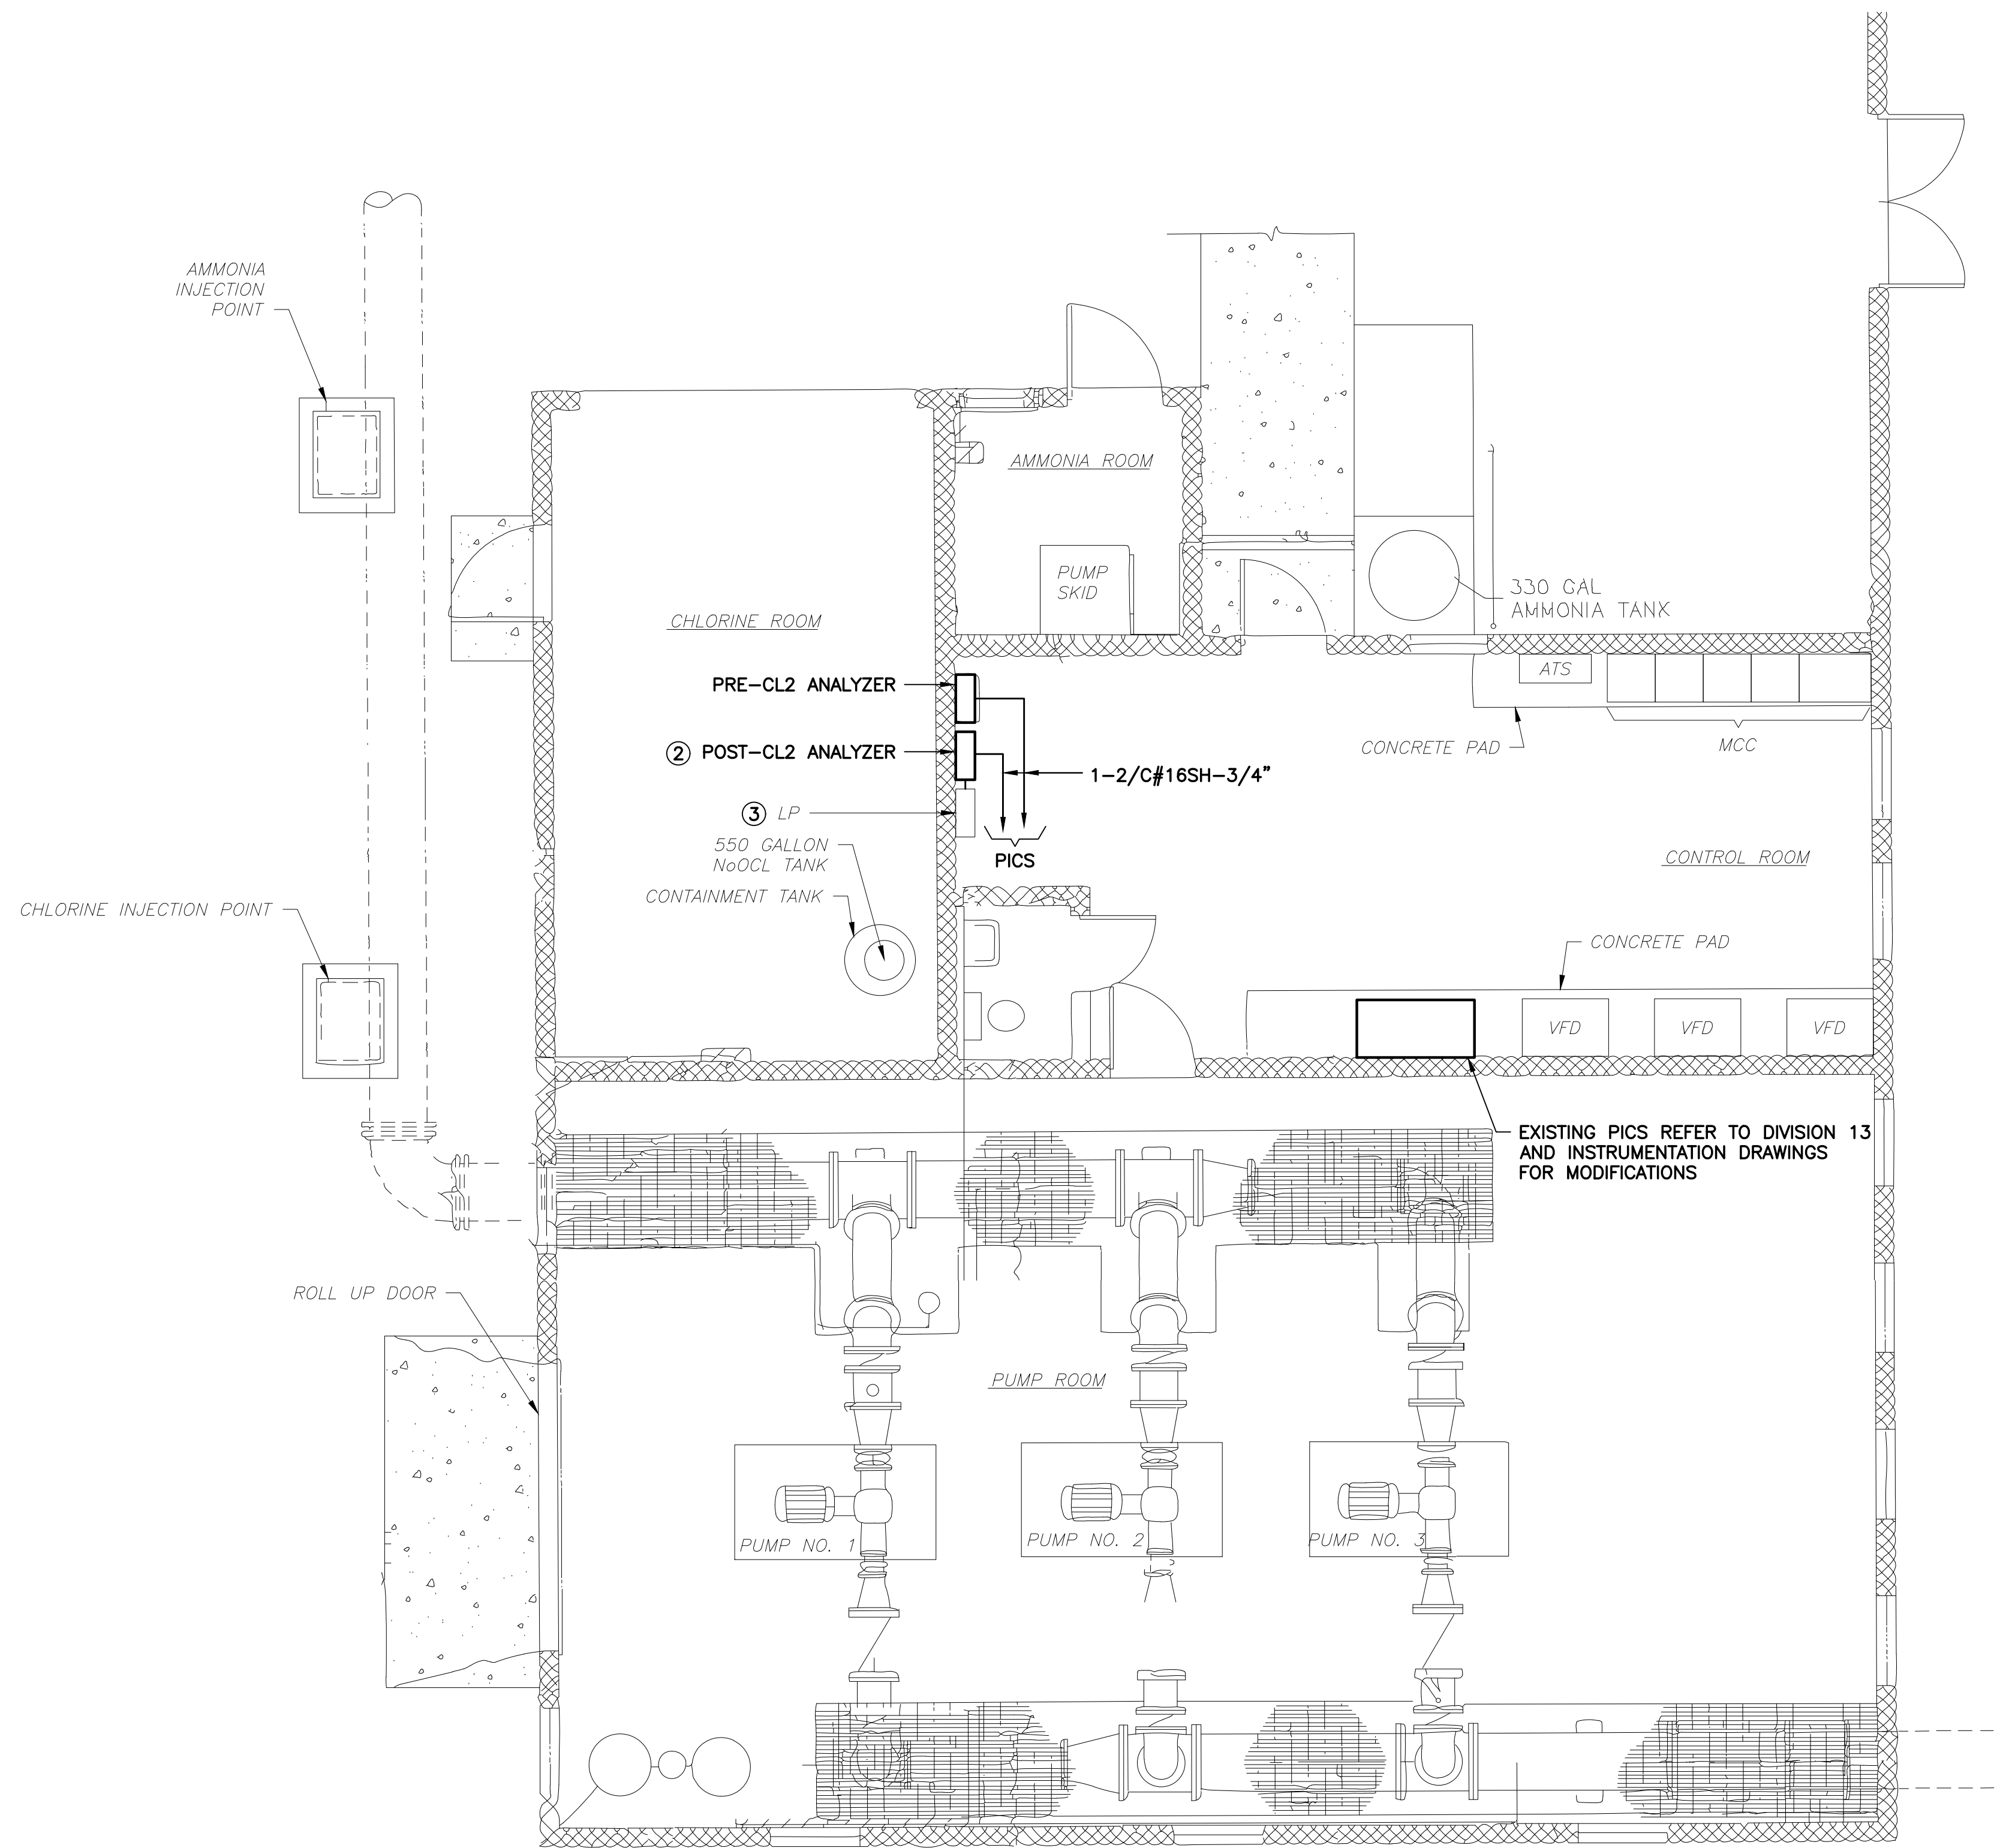 AMMONIA
INJECTION
POINT
AMMONIA ROOM
PUMP
SKID
330 GAL
AMMONIA TANK
CHLORINE ROOM
ATS
PRE-CL2 ANALYZER
CONCRETE PAD
MCC
② POST-CL2 ANALYZER
1-2/C#16SH-3/4"
③ LP
550 GALLON
NoOCL TANK
PICS
CONTROL ROOM
CONTAINMENT TANK
CHLORINE INJECTION POINT
CONCRETE PAD
VFD
VFD
VFD
EXISTING PICS REFER TO DIVISION 13
AND INSTRUMENTATION DRAWINGS
FOR MODIFICATIONS
ROLL UP DOOR
PUMP ROOM
PUMP NO. 1
PUMP NO. 2
PUMP NO. 3